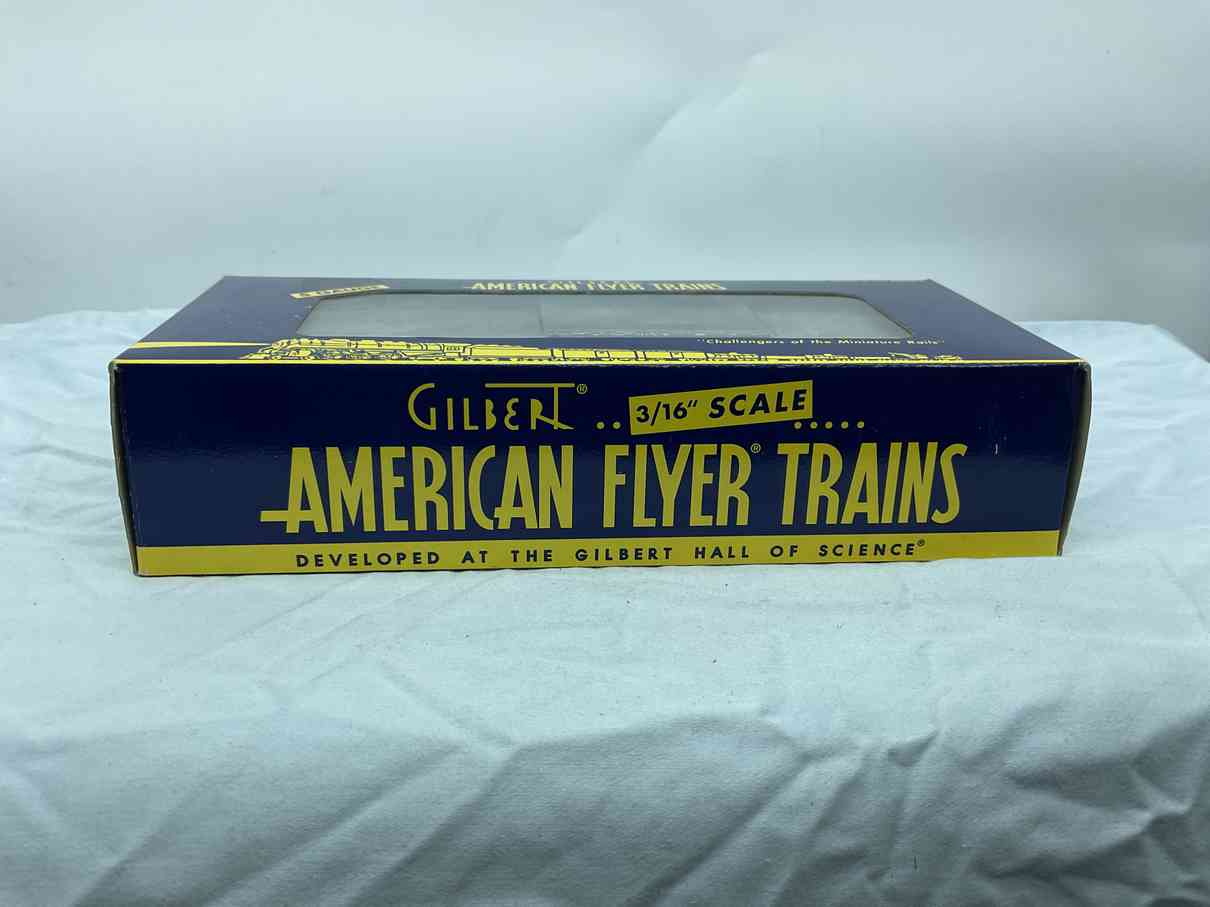 S GAUGE
AMERICAN FLYER TRAINS
"Challengers of the Miniature Rails"
GILBERT® .. 3/16" SCALE .....
AMERICAN FLYER® TRAINS
DEVELOPED AT THE GILBERT HALL OF SCIENCE®